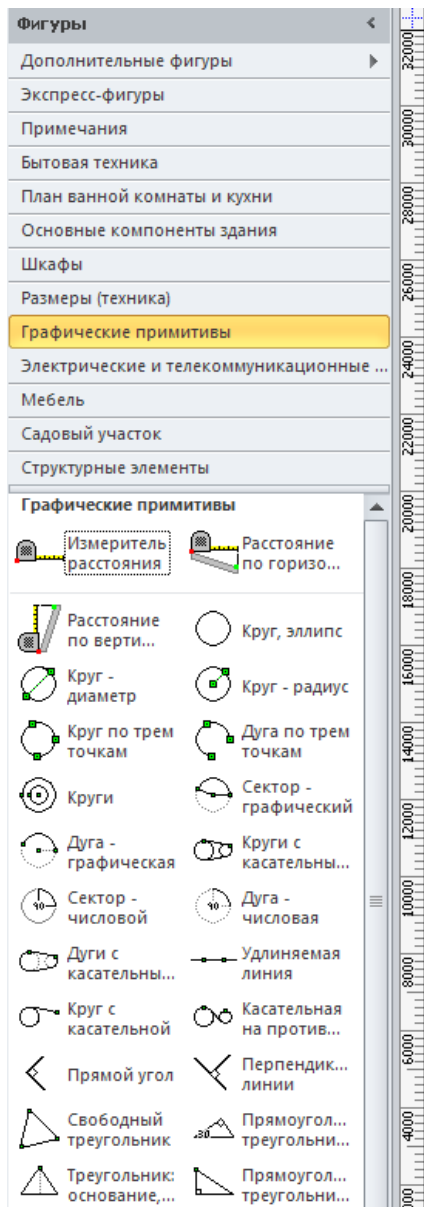 Фигуры
Дополнительные фигуры
Экспресс-фигуры
Примечания
Бытовая техника
План ванной комнаты и кухни
Основные компоненты здания
Шкафы
Размеры (техника)
Графические примитивы
Электрические и телекоммуникационные ...
Мебель
Садовый участок
Структурные элементы
Графические примитивы
Измеритель
расстояния
Расстояние
по горизо...
Расстояние
по верти...
Круг, эллипс
Круг -
диаметр
Круг - радиус
Круг по трем
точкам
Дуга по трем
точкам
Круги
Сектор -
графический
Дуга -
графическая
Круги с
касательны...
90
Сектор -
числовой
90
Дуга -
числовая
Дуги с
касательны...
Удлиняемая
линия
Круг с
касательной
Касательная
на против...
Прямой угол
Перпендик...
линии
Свободный
треугольник
30
Прямоугол...
треугольни...
Треугольник:
основание,...
Прямоугол...
треугольни...
32000
30000
28000
26000
24000
22000
20000
18000
16000
14000
12000
10000
8000
6000
4000